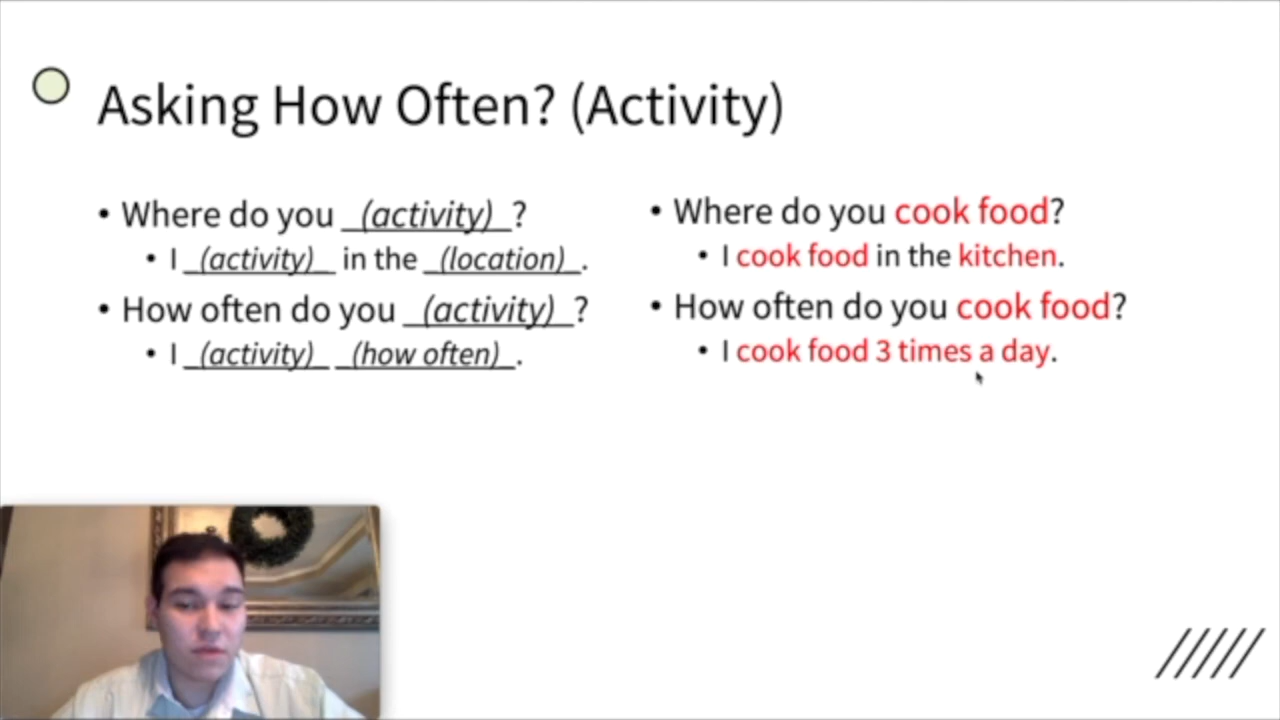 Asking How Often? (Activity)
• Where do you _(activity)_?
• I _(activity)_ in the _(location)_.
• How often do you _(activity)_?
• I _(activity)_ _(how often)_.
• Where do you cook food?
• I cook food in the kitchen.
• How often do you cook food?
• I cook food 3 times a day.